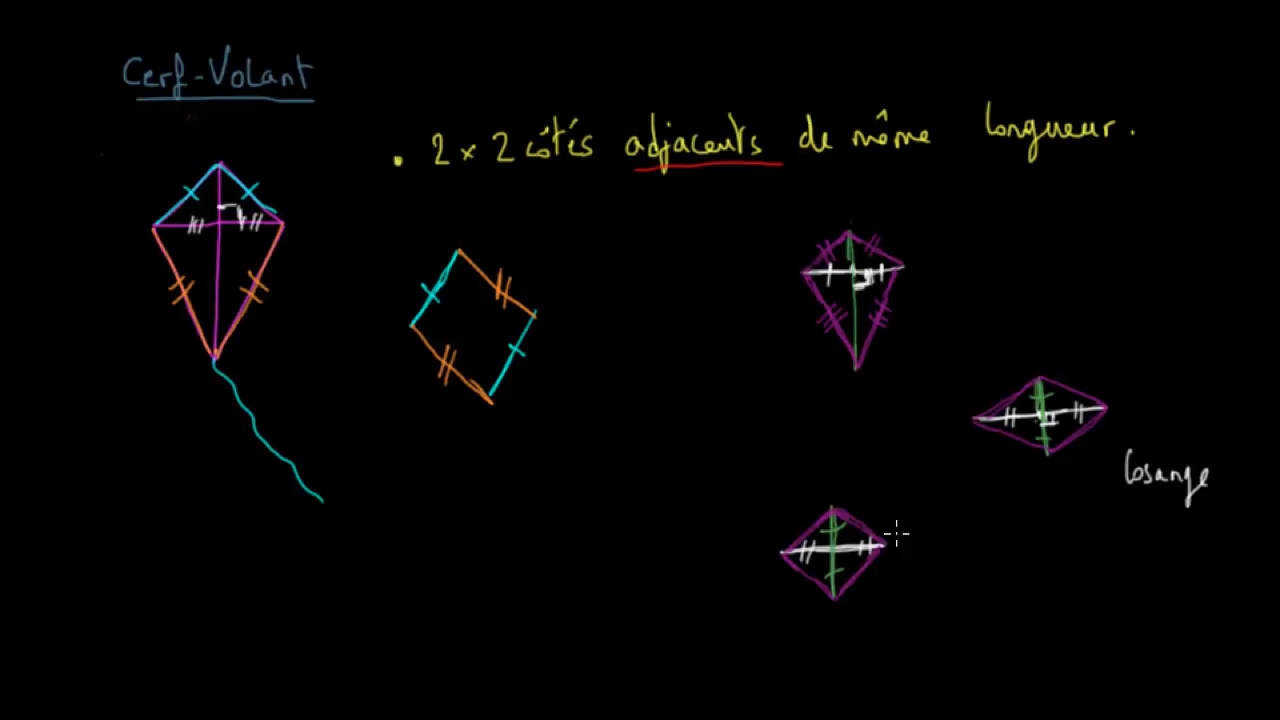 Cerf-Volant
• 2 × 2 côtés adjacents de même longueur.
losange